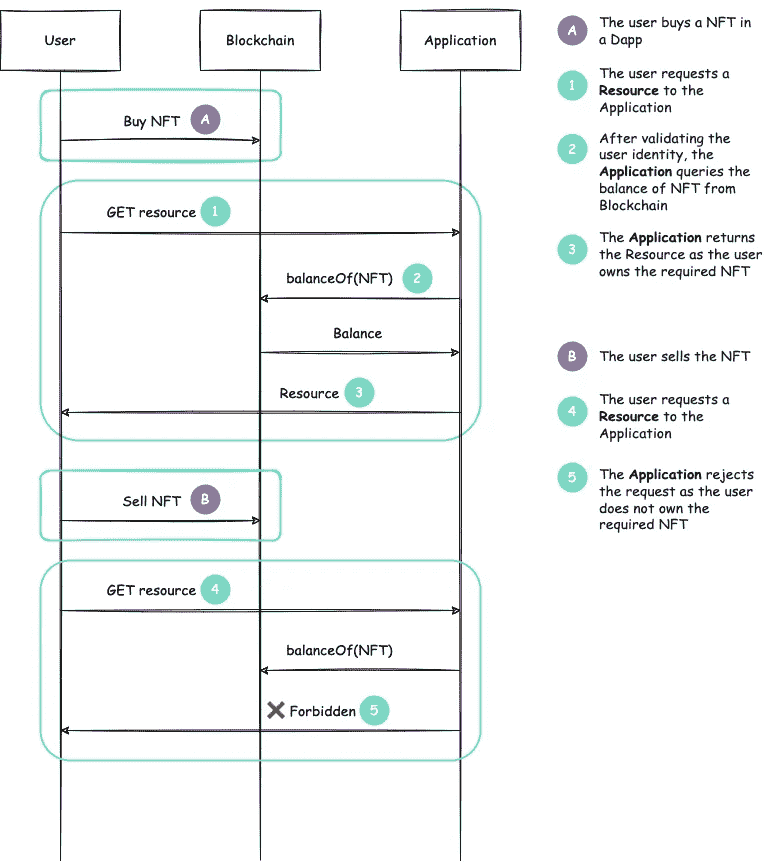 User
Blockchain
Application
Buy NFT A
GET resource 1
balanceOf(NFT) 2
Balance
Resource 3
Sell NFT B
GET resource 4
balanceOf(NFT)
❌ Forbidden 5
A
The user buys a NFT in
a Dapp
1
The user requests a
Resource to the
Application
2
After validating the
user identity, the
Application queries the
balance of NFT from
Blockchain
3
The Application returns
the Resource as the user
owns the required NFT
B
The user sells the NFT
4
The user requests a
Resource to the
Application
5
The Application rejects
the request as the user
does not own the
required NFT